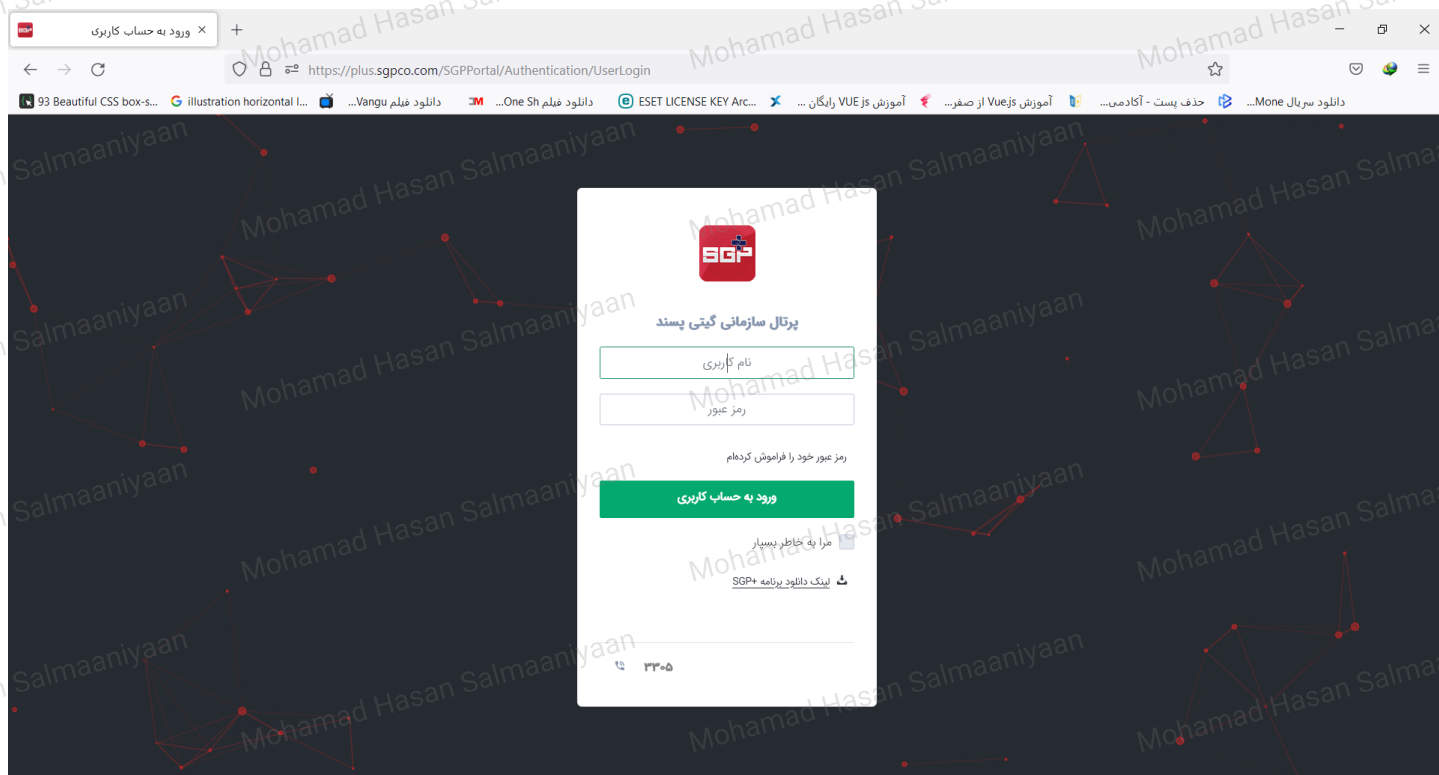 ورود به حساب کاربری
https://plus.sgpco.com/SGPPortal/Authentication/UserLogin
93 Beautiful CSS box-s...
illustration horizontal l...
دانلود فیلم Vangu...
دانلود فیلم One Sh...
ESET LICENSE KEY Arc...
آموزش VUE js رایگان ...
آموزش Vue.js از صفر...
حذف پست - آکادمی...
دانلود سریال Mone...
SGP
پرتال سازمانی گیتی پسند
نام کاربری
رمز عبور
رمز عبور خود را فراموش کرده‌ام
ورود به حساب کاربری
مرا به خاطر بسپار
لینک دانلود برنامه +SGP
۳۳۰۵
Mohamad Hasan Salmaaniyaan